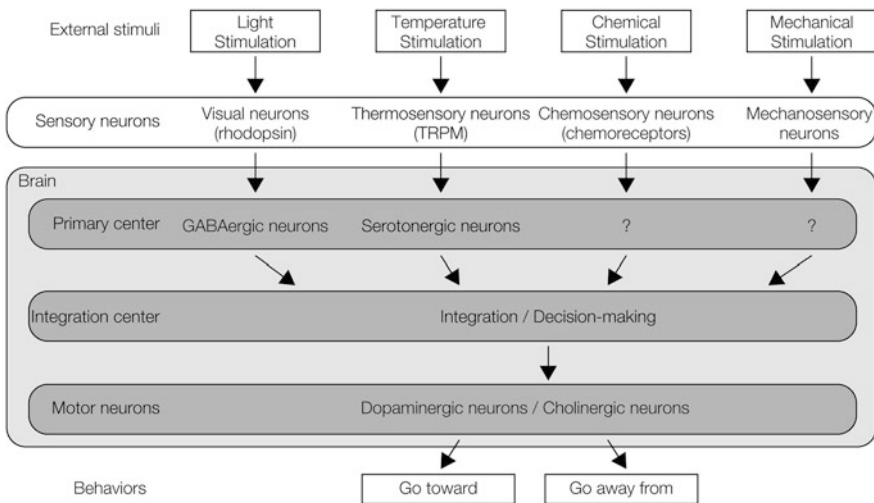 External stimuli
Light
Stimulation
Temperature
Stimulation
Chemical
Stimulation
Mechanical
Stimulation
Sensory neurons
Visual neurons
(rhodopsin)
Thermosensory neurons
(TRPM)
Chemosensory neurons
(chemoreceptors)
Mechanosensory
neurons
Brain
Primary center
GABAergic neurons
Serotonergic neurons
?
?
Integration center
Integration / Decision-making
Motor neurons
Dopaminergic neurons / Cholinergic neurons
Behaviors
Go toward
Go away from